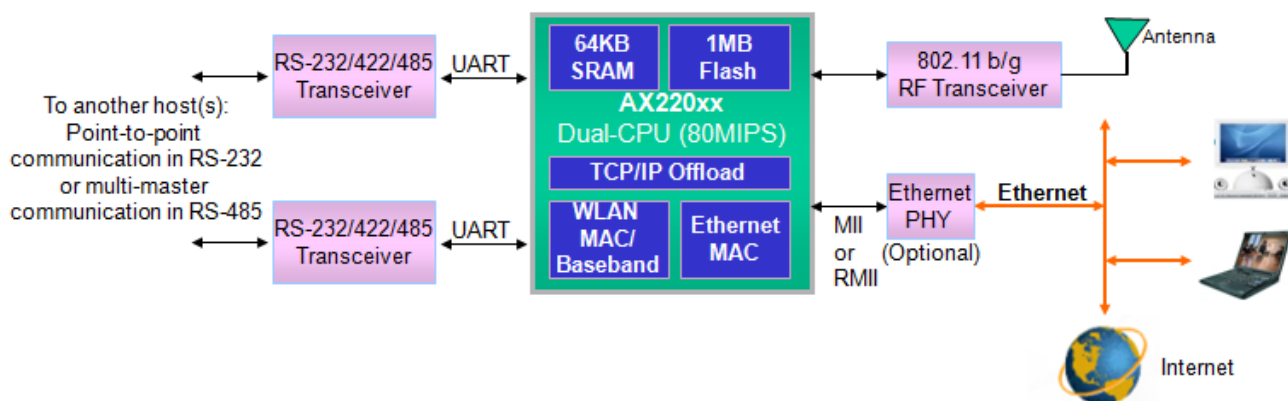 RS-232/422/485
Transceiver
UART
To another host(s):
Point-to-point
communication in RS-232
or multi-master
communication in RS-485
RS-232/422/485
Transceiver
UART
64KB
SRAM
1MB
Flash
AX220xx
Dual-CPU (80MIPS)
TCP/IP Offload
WLAN
MAC/
Baseband
Ethernet
MAC
802.11 b/g
RF Transceiver
Antenna
MII
or
RMII
Ethernet
PHY
(Optional)
Ethernet
Internet